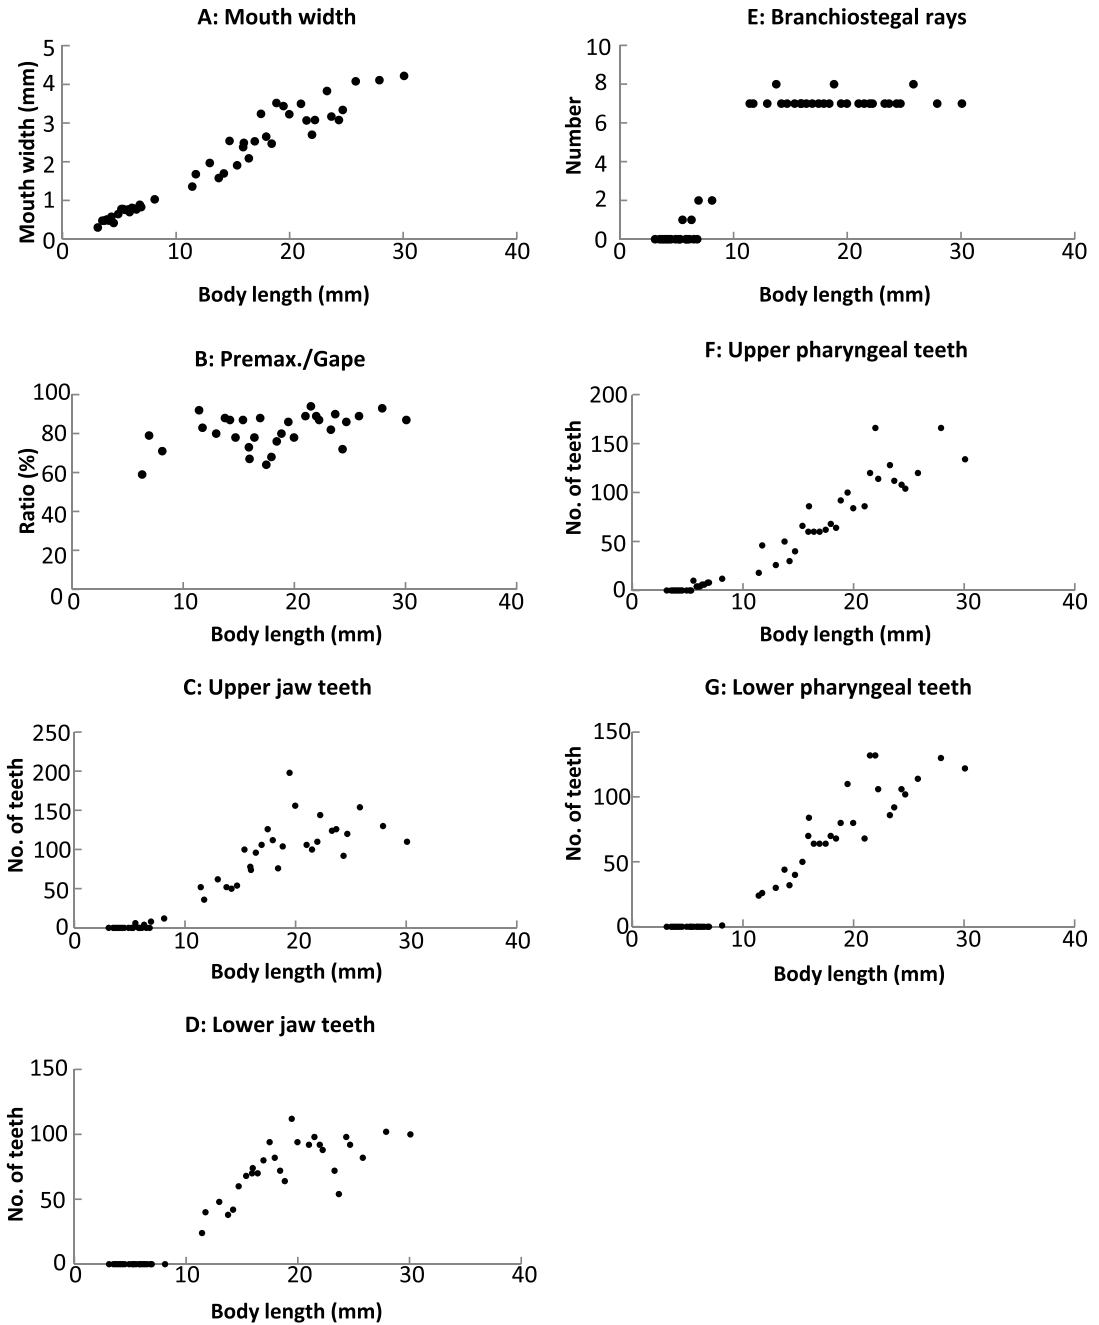 A: Mouth width
Mouth width (mm)
5
4
3
2
1
0
0 10 20 30 40
Body length (mm)
B: Premax./Gape
Ratio (%)
100
80
60
40
20
0
0 10 20 30 40
Body length (mm)
C: Upper jaw teeth
No. of teeth
250
200
150
100
50
0
0 10 20 30 40
Body length (mm)
D: Lower jaw teeth
No. of teeth
150
100
50
0
0 10 20 30 40
Body length (mm)
E: Branchiostegal rays
Number
10
8
6
4
2
0
0 10 20 30 40
Body length (mm)
F: Upper pharyngeal teeth
No. of teeth
200
150
100
50
0
0 10 20 30 40
Body length (mm)
G: Lower pharyngeal teeth
No. of teeth
150
100
50
0
0 10 20 30 40
Body length (mm)